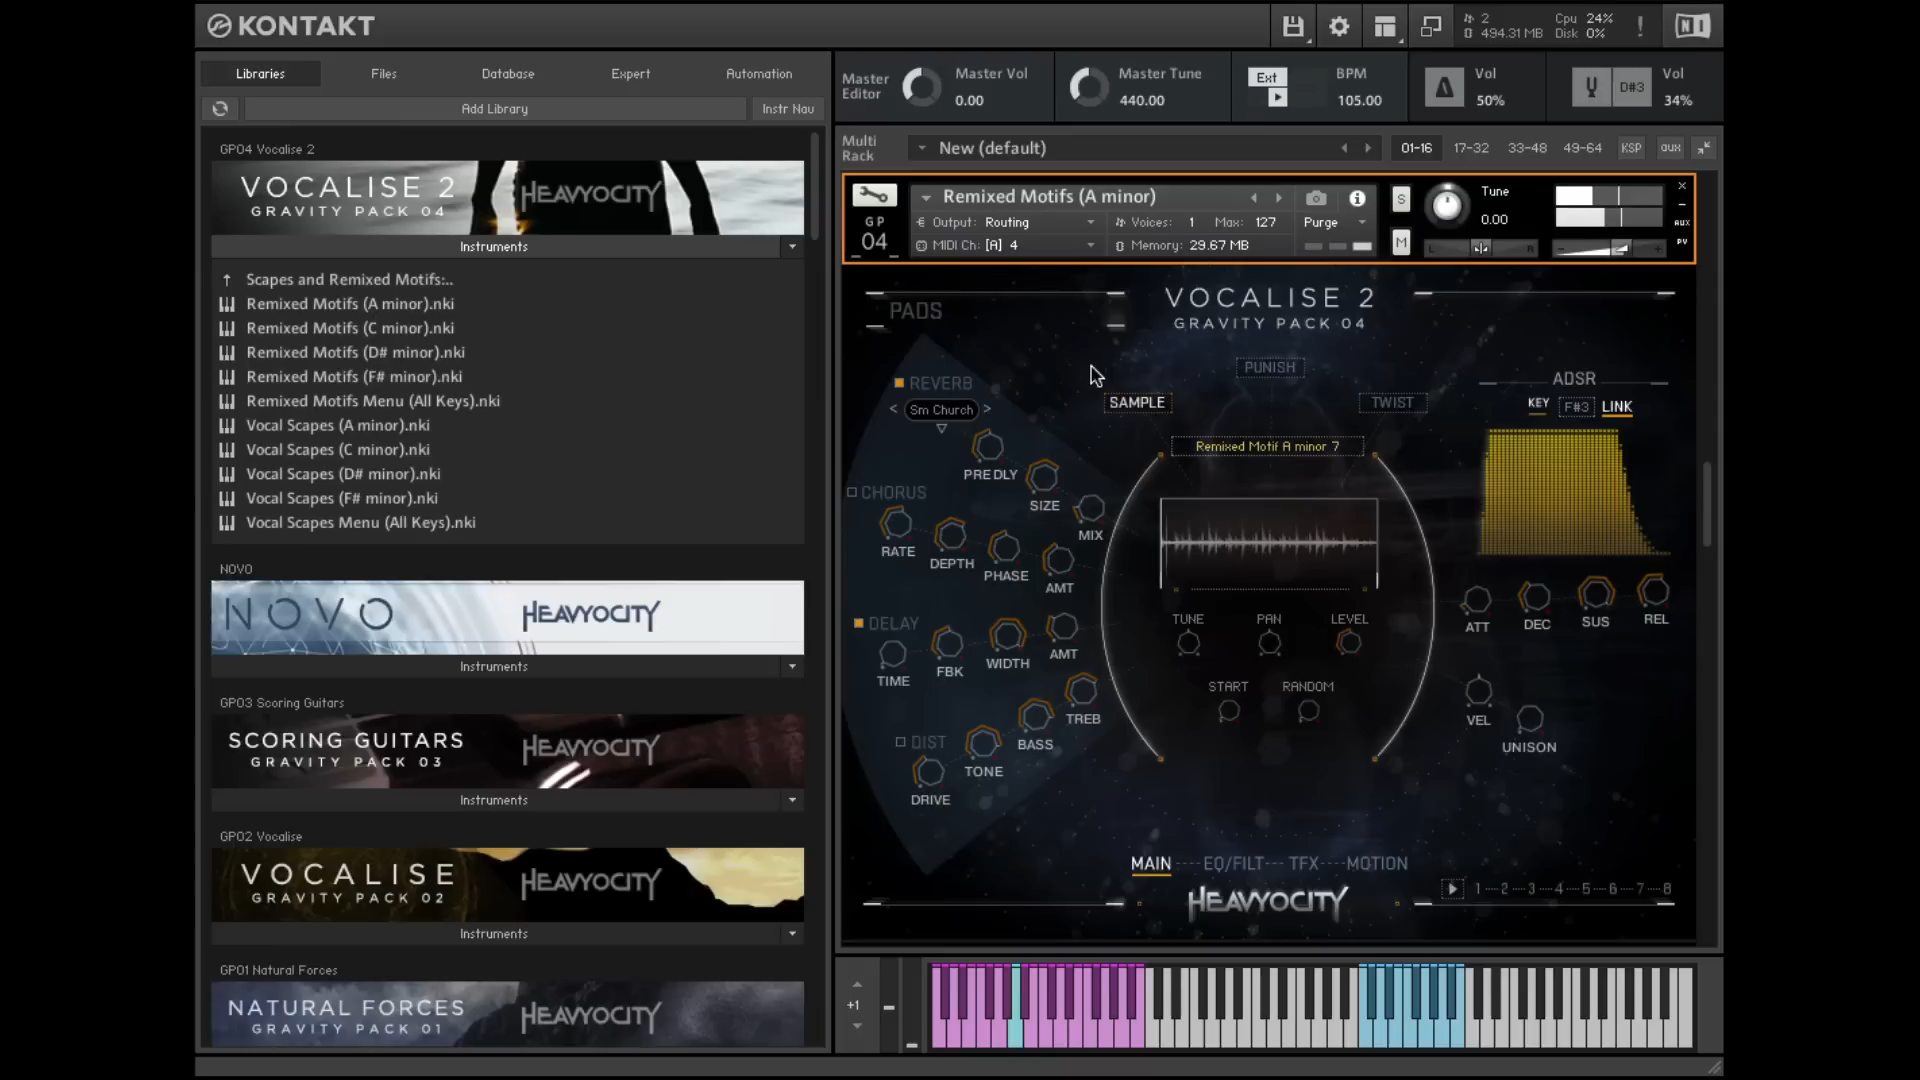 KONTAKT
2
494.31 MB
Cpu 24%
Disk 0%
!
NI
Libraries
Files
Database
Expert
Automation
Add Library
Instr Nav
GP04 Vocalise 2
VOCALISE 2
GRAVITY PACK 04
HEAVYOCITY
Instruments
Scapes and Remixed Motifs:..
Remixed Motifs (A minor).nki
Remixed Motifs (C minor).nki
Remixed Motifs (D# minor).nki
Remixed Motifs (F# minor).nki
Remixed Motifs Menu (All Keys).nki
Vocal Scapes (A minor).nki
Vocal Scapes (C minor).nki
Vocal Scapes (D# minor).nki
Vocal Scapes (F# minor).nki
Vocal Scapes Menu (All Keys).nki
NOVO
NOVO
HEAVYOCITY
Instruments
GP03 Scoring Guitars
SCORING GUITARS
GRAVITY PACK 03
HEAVYOCITY
Instruments
GP02 Vocalise
VOCALISE
GRAVITY PACK 02
HEAVYOCITY
Instruments
GP01 Natural Forces
NATURAL FORCES
GRAVITY PACK 01
HEAVYOCITY
Master Editor
Master Vol
0.00
Master Tune
440.00
Ext
BPM
105.00
Vol
50%
D#3
Vol
34%
Multi Rack
New (default)
01-16
17-32
33-48
49-64
KSP
aux
GP
04
Remixed Motifs (A minor)
Output: Routing
Voices: 1 Max: 127
Purge
MIDI Ch: [A] 4
Memory: 29.67 MB
S
M
Tune
0.00
L
R
AUX
PV
PADS
VOCALISE 2
GRAVITY PACK 04
REVERB
< Sm Church >
PRE DLY
SIZE
MIX
CHORUS
RATE
DEPTH
PHASE
AMT
DELAY
TIME
FBK
WIDTH
AMT
DIST
DRIVE
TONE
BASS
TREB
PUNISH
SAMPLE
TWIST
Remixed Motif A minor 7
TUNE
PAN
LEVEL
START
RANDOM
ADSR
KEY
F#3
LINK
ATT
DEC
SUS
REL
VEL
UNISON
MAIN
EQ/FILT
TFX
MOTION
HEAVYOCITY
1 2 3 4 5 6 7 8
+1